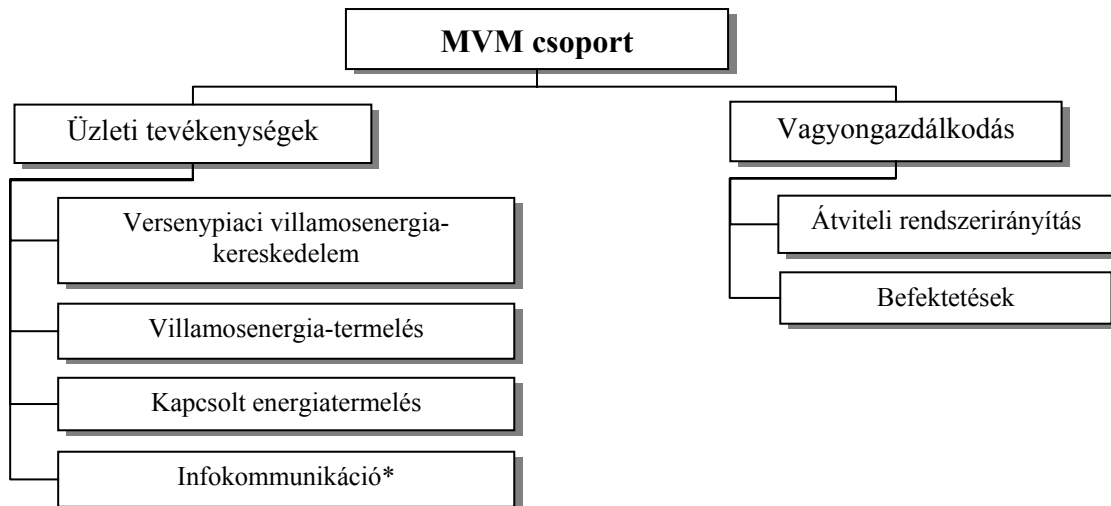 MVM csoport
Üzleti tevékenységek
Vagyongazdálkodás
Versenypiaci villamosenergia-
kereskedelem
Villamosenergia-termelés
Kapcsolt energiatermelés
Infokommunikáció*
Átviteli rendszerirányítás
Befektetések